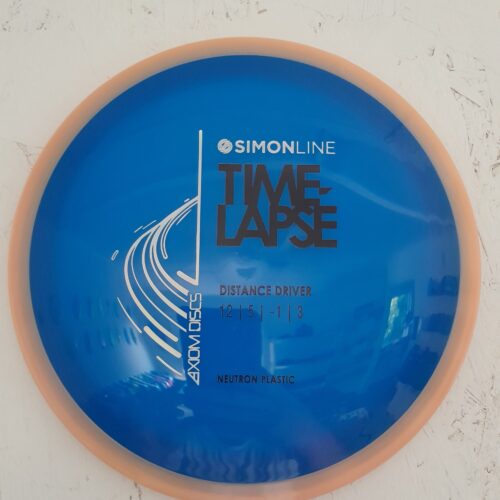 SIMONLINE
TIME-
LAPSE
DISTANCE DRIVER
12 | 5 | -1 | 3
NEUTRON PLASTIC
AXIOM DISCS